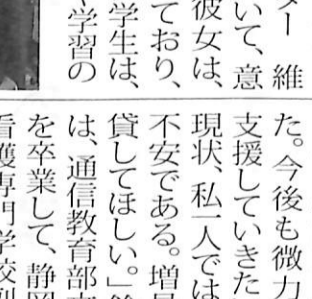 ター 維
いて、意
彼女は、
ており、
学生は、
学習の
た。今後も微力
支援していきた
現状、私一人では
不安である。増
貸してほしい。」
は、通信教育部
を卒業して、静岡
看護専門学校